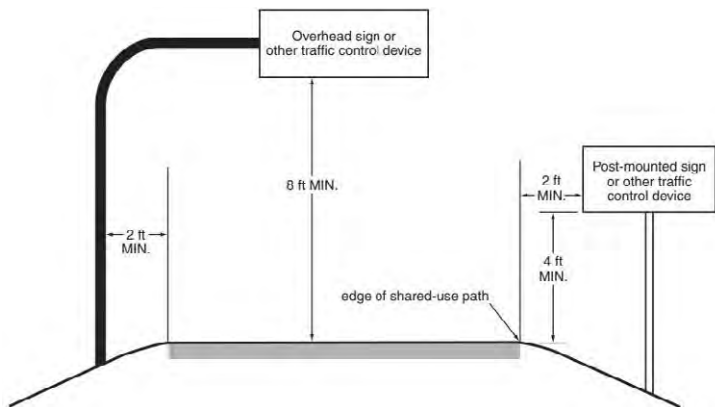 Overhead sign or
other traffic control device
8 ft MIN.
2 ft
MIN.
Post-mounted sign
or other traffic
control device
2 ft
MIN.
4 ft
MIN.
edge of shared-use path